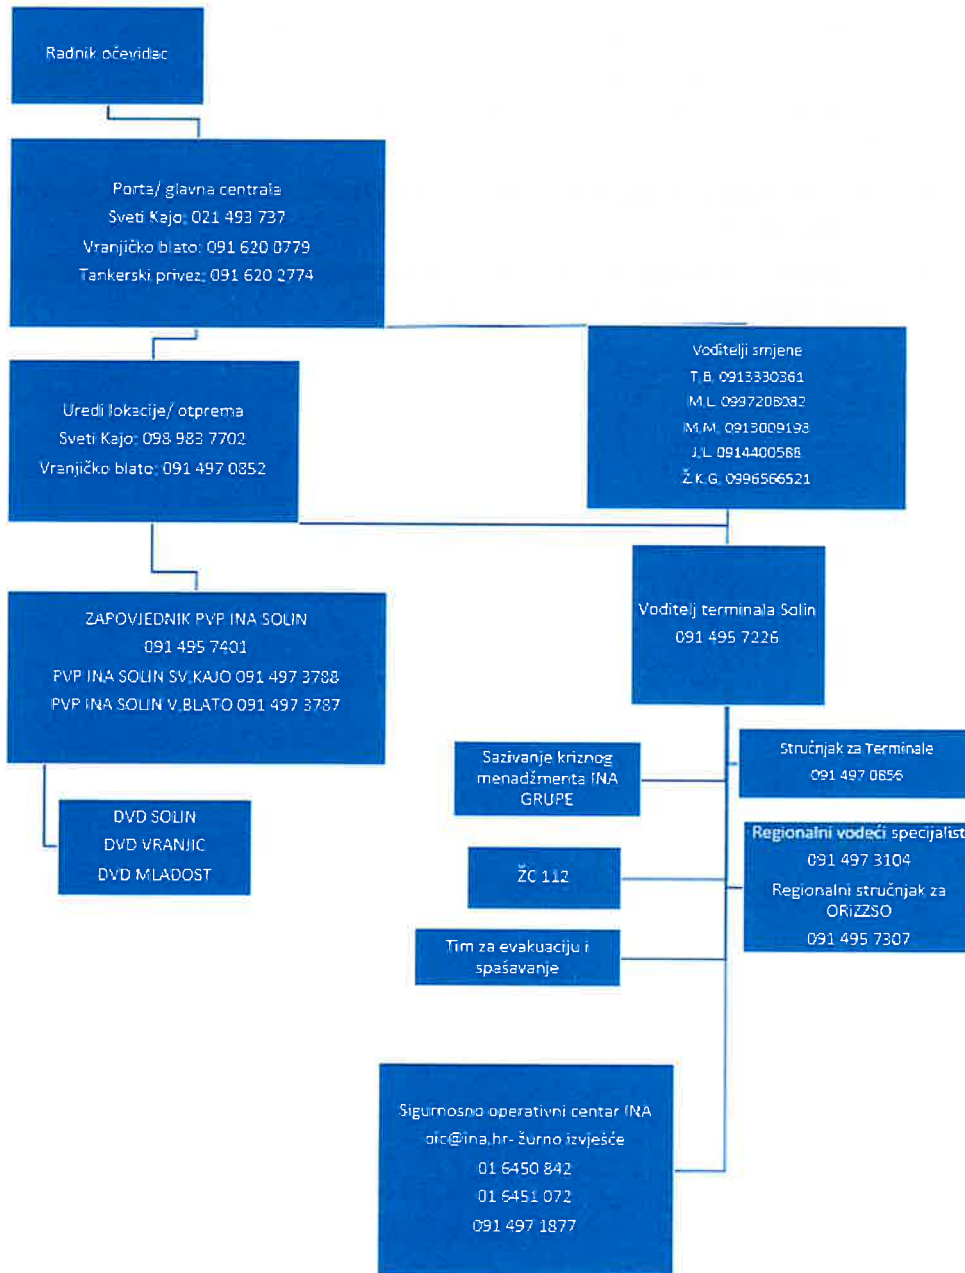 Radnik očevidac
Porta/ glavna centrala
Sveti Kajo: 021 493 737
Vranjičko blato: 091 620 0779
Tankerski privez: 091 620 2774
Voditelji smjene
T.B. 0913330361
M.L. 0997208082
M.M. 0913009198
J.L. 0914400588
Ž.K.G. 0996566521
Uredi lokacije/ otprema
Sveti Kajo: 098 983 7702
Vranjičko blato: 091 497 0852
Voditelj terminala Solin
091 495 7226
ZAPOVJEDNIK PVP INA SOLIN
091 495 7401
PVP INA SOLIN SV.KAJO 091 497 3788
PVP INA SOLIN V.BLATO 091 497 3787
Sazivanje kriznog
menadžmenta INA
GRUPE
Stručnjak za Terminale
091 497 0856
DVD SOLIN
DVD VRANJIC
DVD MLADOST
Regionalni vodeći specijalist
091 497 3104
Regionalni stručnjak za
ORIZZSO
091 495 7307
ŽC 112
Tim za evakuaciju i
spašavanje
Sigurnosno operativni centar INA
oic@ina.hr- žurno izvješće
01 6450 842
01 6451 072
091 497 1877